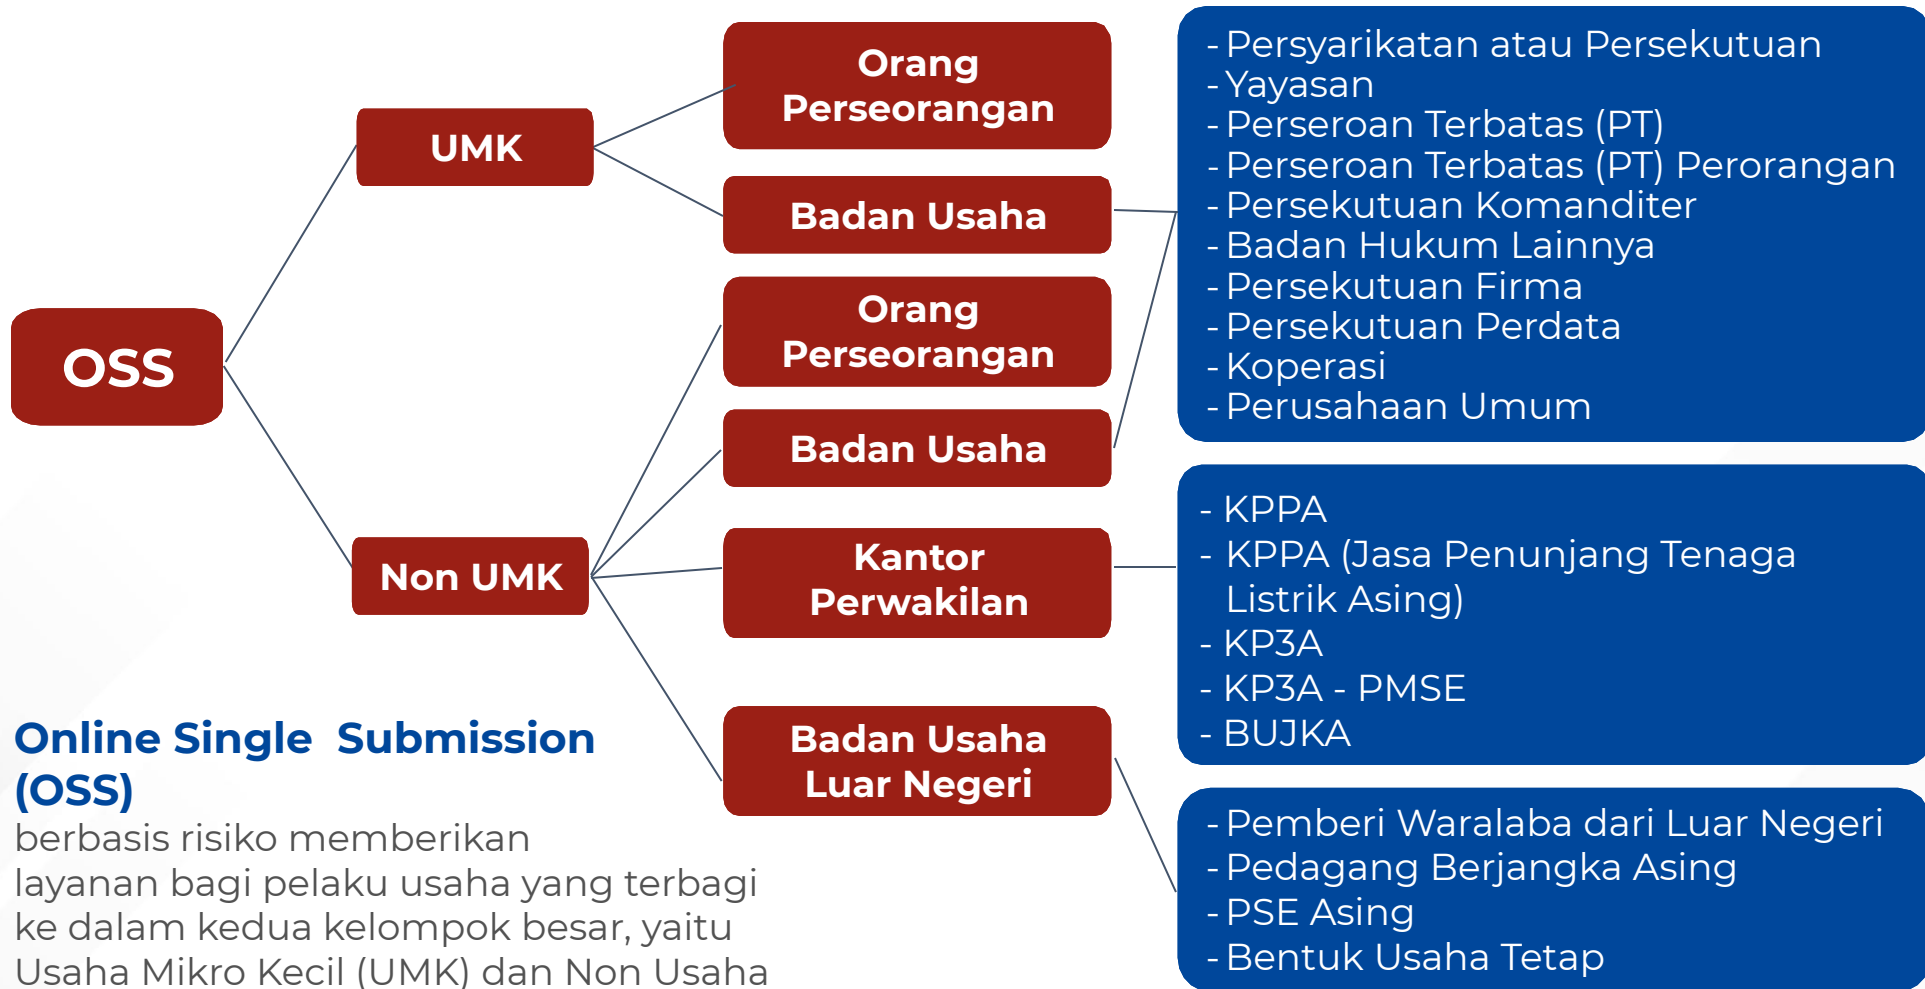 OSS
UMK
Non UMK
Orang
Perseorangan
Badan Usaha
Orang
Perseorangan
Badan Usaha
Kantor
Perwakilan
Badan Usaha
Luar Negeri
- Persyarikatan atau Persekutuan
- Yayasan
- Perseroan Terbatas (PT)
- Perseroan Terbatas (PT) Perorangan
- Persekutuan Komanditer
- Badan Hukum Lainnya
- Persekutuan Firma
- Persekutuan Perdata
- Koperasi
- Perusahaan Umum
- KPPA
- KPPA (Jasa Penunjang Tenaga
Listrik Asing)
- KP3A
- KP3A - PMSE
- BUJKA
- Pemberi Waralaba dari Luar Negeri
- Pedagang Berjangka Asing
- PSE Asing
- Bentuk Usaha Tetap
Online Single Submission
(OSS)
berbasis risiko memberikan
layanan bagi pelaku usaha yang terbagi
ke dalam kedua kelompok besar, yaitu
Usaha Mikro Kecil (UMK) dan Non Usaha